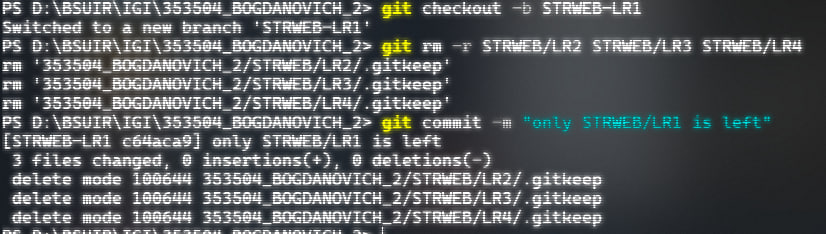 PS D:\BSUIR\IGI\353504_BOGDANOVICH_2> git checkout -b STRWEB-LR1
Switched to a new branch 'STRWEB-LR1'
PS D:\BSUIR\IGI\353504_BOGDANOVICH_2> git rm -r STRWEB/LR2 STRWEB/LR3 STRWEB/LR4
rm '353504_BOGDANOVICH_2/STRWEB/LR2/.gitkeep'
rm '353504_BOGDANOVICH_2/STRWEB/LR3/.gitkeep'
rm '353504_BOGDANOVICH_2/STRWEB/LR4/.gitkeep'
PS D:\BSUIR\IGI\353504_BOGDANOVICH_2> git commit -m "only STRWEB/LR1 is left"
[STRWEB-LR1 c64aca9] only STRWEB/LR1 is left
 3 files changed, 0 insertions(+), 0 deletions(-)
 delete mode 100644 353504_BOGDANOVICH_2/STRWEB/LR2/.gitkeep
 delete mode 100644 353504_BOGDANOVICH_2/STRWEB/LR3/.gitkeep
 delete mode 100644 353504_BOGDANOVICH_2/STRWEB/LR4/.gitkeep
PS D:\BSUIR\IGI\353504_BOGDANOVICH_2>